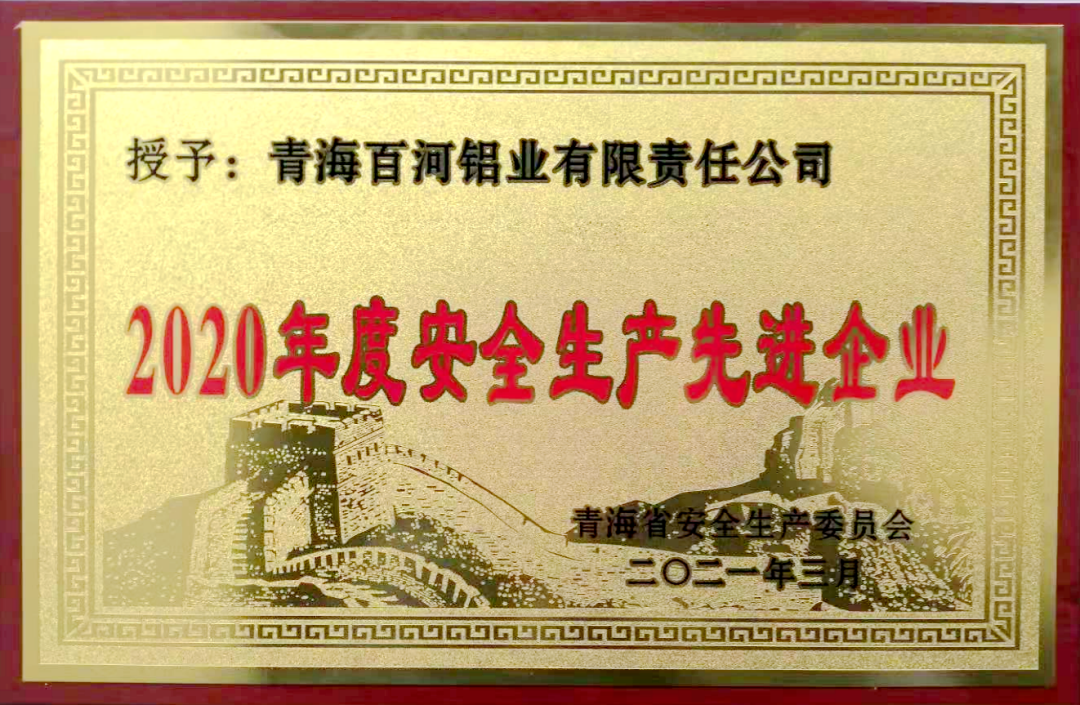 授予：青海百河铝业有限责任公司
2020年度安全生产先进企业
青海省安全生产委员会
二〇二一年三月